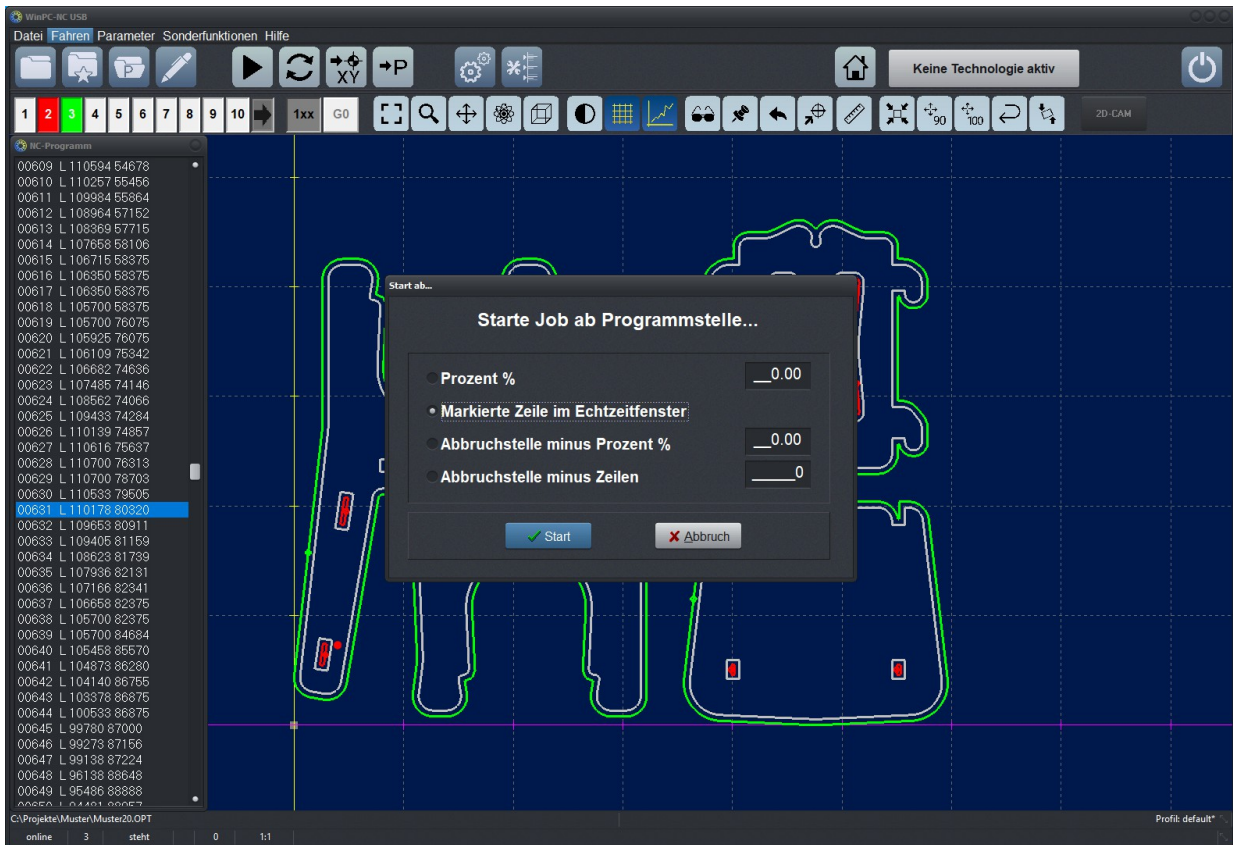 WinPC-NC USB
Datei Fahren Parameter Sonderfunktionen Hilfe
P XY P Keine Technologie aktiv
1 2 3 4 5 6 7 8 9 10 1xx G0 90 100 2D-CAM
NC-Programm
00609 L 110594 54678
00610 L 110257 55456
00611 L 109984 55864
00612 L 108964 57152
00613 L 108369 57715
00614 L 107658 58106
00615 L 106715 58375
00616 L 106350 58375
00617 L 106350 58375
00618 L 105700 58375
00619 L 105700 76075
00620 L 105925 76075
00621 L 106109 75342
00622 L 106682 74636
00623 L 107485 74146
00624 L 108562 74066
00625 L 109433 74284
00626 L 110139 74857
00627 L 110616 75637
00628 L 110700 76313
00629 L 110700 78703
00630 L 110533 79505
00631 L 110178 80320
00632 L 109653 80911
00633 L 109405 81159
00634 L 108623 81739
00635 L 107936 82131
00636 L 107166 82341
00637 L 106658 82375
00638 L 105700 82375
00639 L 105700 84684
00640 L 105458 85570
00641 L 104873 86280
00642 L 104140 86755
00643 L 103378 86875
00644 L 100533 86875
00645 L 99780 87000
00646 L 99273 87156
00647 L 99138 87224
00648 L 96138 88648
00649 L 95486 88888
Start ab...
Starte Job ab Programmstelle...
Prozent % __0.00
Markierte Zeile im Echtzeitfenster
Abbruchstelle minus Prozent % __0.00
Abbruchstelle minus Zeilen _____0
Start Abbruch
C:\Projekte\Muster\Muster20.OPT Profil: default*
online 3 steht 0 1:1